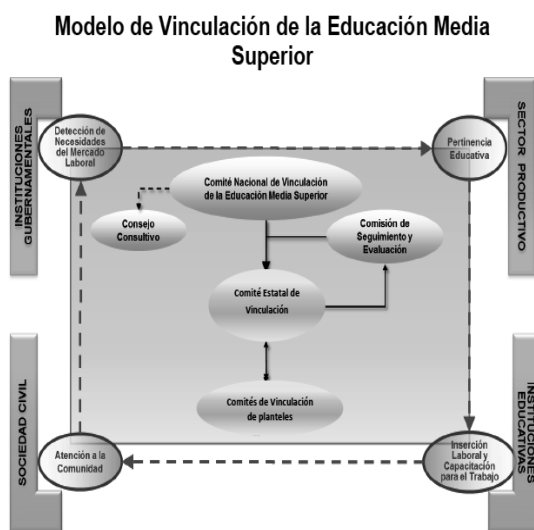 Modelo de Vinculación de la Educación Media
Superior
INSTITUCIONES
GUBERNAMENTALES
Detección de
Necesidades
del Mercado
Laboral
Pertinencia
Educativa
SECTOR PRODUCTIVO
Comité Nacional de Vinculación
de la Educación Media Superior
Consejo
Consultivo
Comisión de
Seguimiento y
Evaluación
Comité Estatal de
Vinculación
Comités de Vinculación
de planteles
SOCIEDAD CIVIL
Atención a la
Comunidad
Inserción
Laboral y
Capacitación
para el Trabajo
INSTITUCIONES
EDUCATIVAS